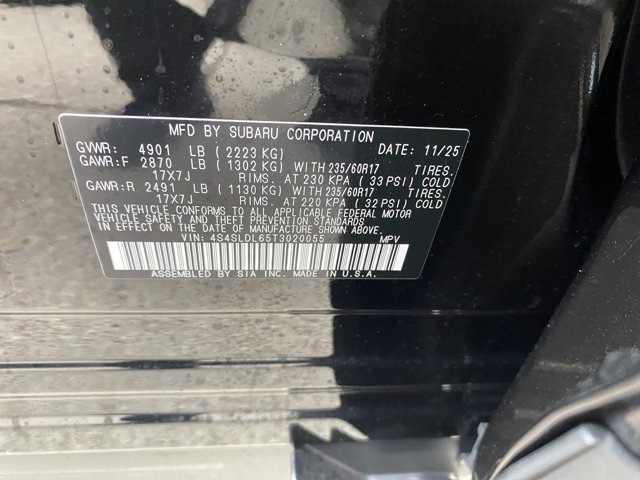 MFD BY SUBARU CORPORATION DATE: 11/25
GVWR: 4901 LB (2223 KG)
GAWR:F 2870 LB (1302 KG) WITH 235/60R17 TIRES.
17X7J RIMS. AT 230 KPA (33 PSI) COLD
GAWR:R 2491 LB (1130 KG) WITH 235/60R17 TIRES.
17X7J RIMS. AT 220 KPA (32 PSI) COLD
THIS VEHICLE CONFORMS TO ALL APPLICABLE FEDERAL MOTOR
VEHICLE SAFETY, BUMPER, AND THEFT PREVENTION STANDARDS
IN EFFECT ON THE DATE OF MANUFACTURE SHOWN ABOVE.
VIN: 4S4SLDL65T3020055 MPV
ASSEMBLED BY SIA INC. MADE IN U.S.A.